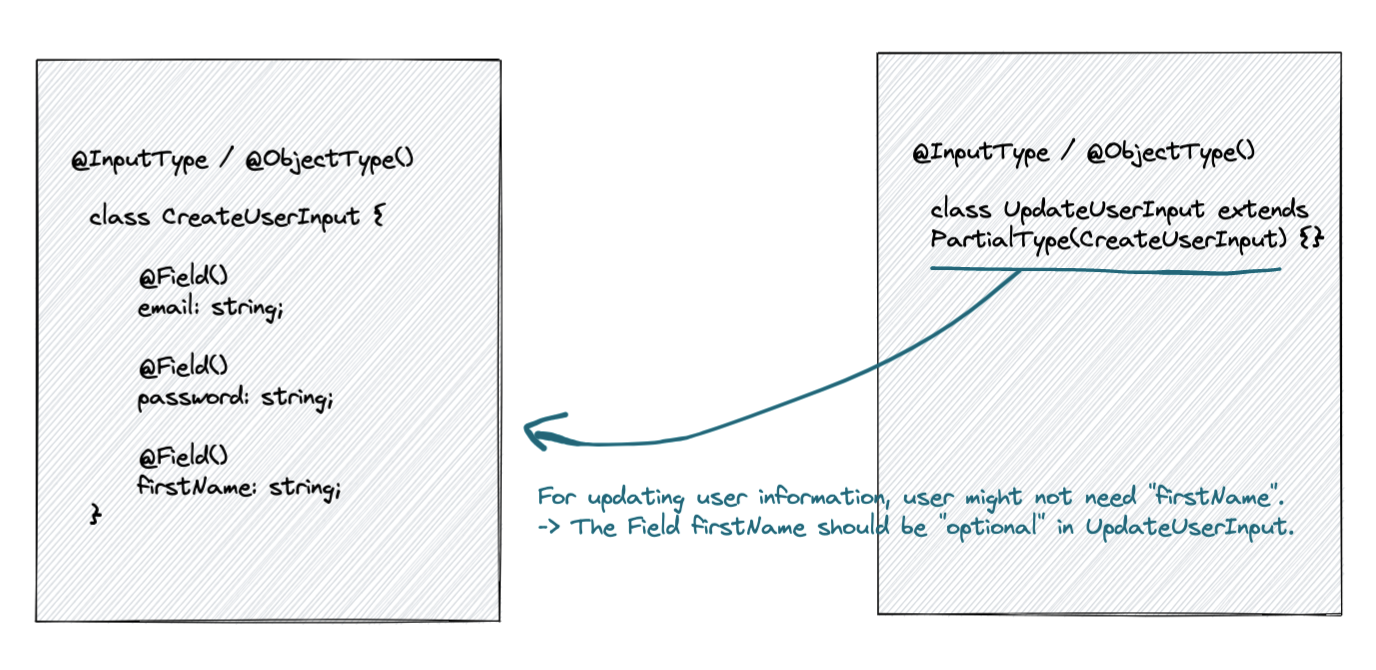 @InputType / @ObjectType()
class CreateUserInput {
@Field()
email: string;
@Field()
password: string;
@Field()
firstName: string;
}
@InputType / @ObjectType()
class UpdateUserInput extends
PartialType(CreateUserInput) {}
For updating user information, user might not need "firstName".
-> The Field firstName should be "optional" in UpdateUserInput.